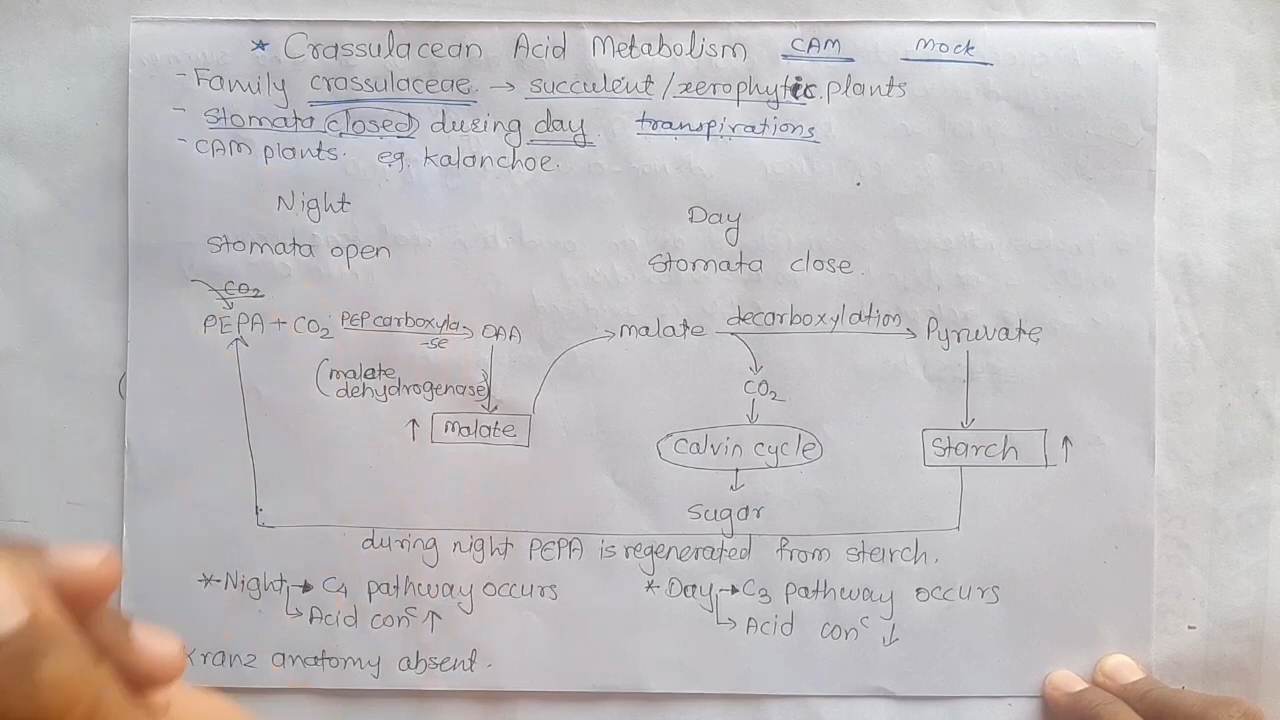 * Crassulacean Acid Metabolism CAM Mock
- Family crassulaceae. → succulent/xerophytic plants
- Stomata closed during day. transpirations
- CAM plants. eg. Kalanchoe.
Night
Stomata open
Day
Stomata close.
CO₂
PEPA + CO₂ PEP carboxyla-se → OAA
(malate dehydrogenase)
↑ Malate
→ malate decarboxylation → Pyruvate
CO₂
Calvin cycle
Sugar
Starch ↑
during night PEPA is regenerated from starch.
*Night → C₄ pathway occurs
→ Acid conc ↑
*Day → C₃ pathway occurs
→ Acid conc ↓
Kranz anatomy absent.